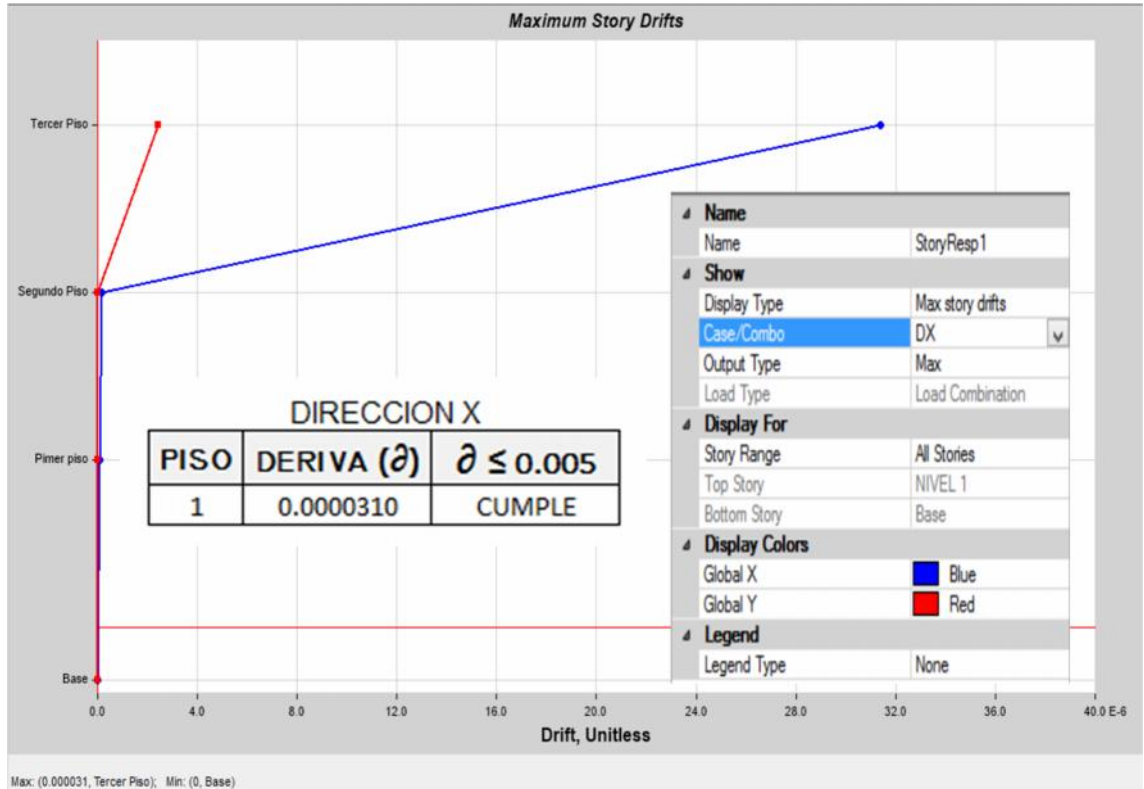 Maximum Story Drifts
Tercer Piso
Segundo Piso
Pimer piso
Base
0.0 4.0 8.0 12.0 16.0 20.0 24.0 28.0 32.0 36.0 40.0 E-6
Drift, Unitless
DIRECCION X
PISO DERIVA (∂) ∂ ≤ 0.005
1 0.0000310 CUMPLE
Name
Name StoryResp1
Show
Display Type Max story drifts
Case/Combo DX
Output Type Max
Load Type Load Combination
Display For
Story Range All Stories
Top Story NIVEL 1
Bottom Story Base
Display Colors
Global X Blue
Global Y Red
Legend
Legend Type None
Max: (0.000031, Tercer Piso); Min: (0, Base)